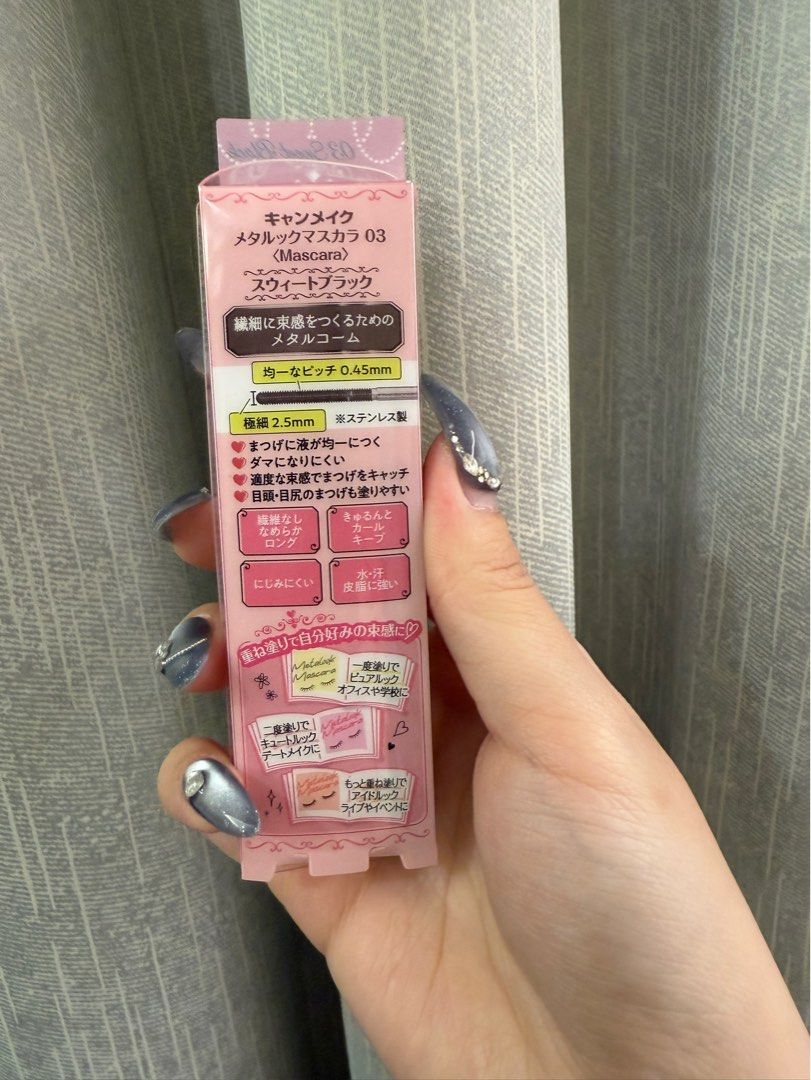 キャンメイク
メタルックマスカラ 03
〈Mascara〉
スウィートブラック
繊細に束感をつくるための
メタルコーム
均一なピッチ 0.45mm
極細 2.5mm
※ステンレス製
まつげに液が均一につく
ダマになりにくい
適度な束感でまつげをキャッチ
目頭・目尻のまつげも塗りやすい
繊維なし
なめらか
ロング
きゅるんと
カール
キープ
にじみにくい
水・汗
皮脂に強い
重ね塗りで自分好みの束感に
Metalook
Mascara
一度塗りで
ピュアルック
オフィスや学校に
二度塗りで
キュートルック
デートメイクに
Metalook
Mascara
Metalook
Mascara
もっと重ね塗りで
アイドルック
ライブやイベントに